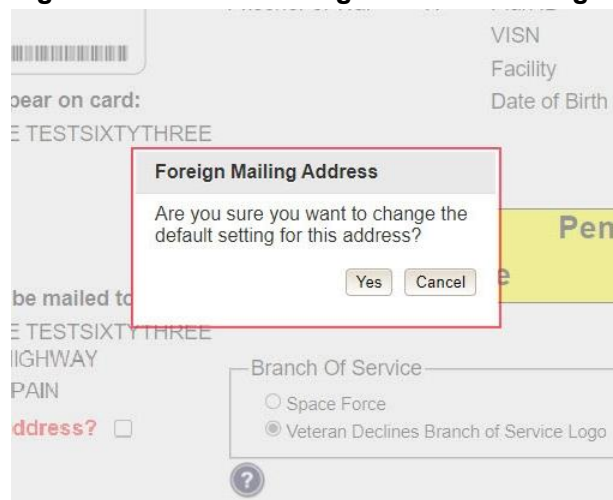 VISN
Facility
pear on card:
Date of Birth
E TESTSIXTYTHREE
Foreign Mailing Address
Are you sure you want to change the
default setting for this address?
Yes Cancel
Pen
e
be mailed to
E TESTSIXTYTHREE
IIGHWAY
PAIN
ddress?
Branch Of Service
Space Force
Veteran Declines Branch of Service Logo
?